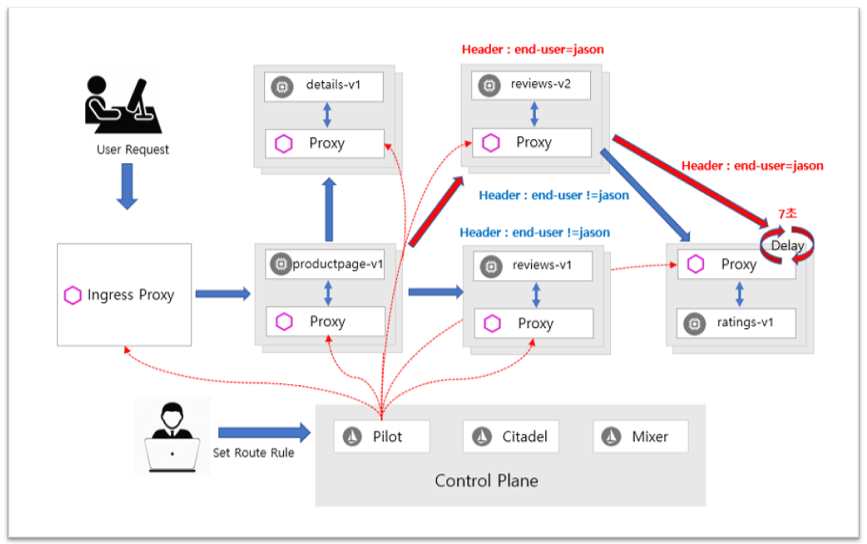 Header : end-user=jason
details-v1
Proxy
reviews-v2
Proxy
User Request
Header : end-user=jason
Header : end-user !=jason
7초
Header : end-user !=jason
Delay
Ingress Proxy
productpage-v1
Proxy
reviews-v1
Proxy
Proxy
ratings-v1
Set Route Rule
Pilot
Citadel
Mixer
Control Plane